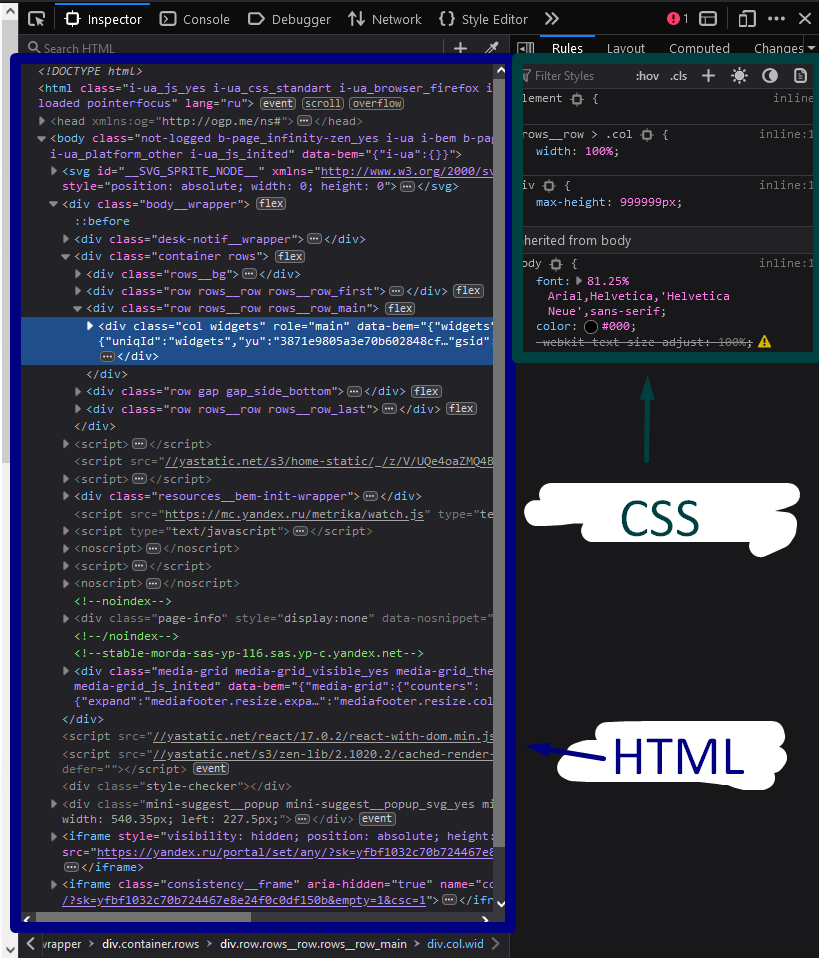 Inspector Console Debugger Network Style Editor 1
Search HTML
Rules Layout Computed Changes
<!DOCTYPE html>
<html class="i-ua_js_yes i-ua_css_standart i-ua_browser_firefox i
loaded pointerfocus" lang="ru"> event scroll overflow
<head xmlns:og="http://ogp.me/ns#"> </head>
<body class="not-logged b-page_infinity-zen_yes i-ua i-bem b-pag
i-ua_platform_other i-ua_js_inited" data-bem="{"i-ua":{}}">
<svg id="__SVG_SPRITE_NODE__" xmlns="http://www.w3.org/2000/sv
style="position: absolute; width: 0; height: 0"> </svg>
<div class="body__wrapper"> flex
::before
<div class="desk-notif__wrapper"> </div>
<div class="container rows"> flex
<div class="rows__bg"> </div>
<div class="row rows__row rows__row_first"> </div> flex
<div class="row rows__row rows__row_main"> flex
<div class="col widgets" role="main" data-bem="{"widgets"
{"uniqId":"widgets","yu":"3871e9805a3e70b602848cf…"gsid":
</div>
</div>
<div class="row gap gap_side_bottom"> </div> flex
<div class="row rows__row rows__row_last"> </div> flex
</div>
<script> </script>
<script src="//yastatic.net/s3/home-static/_/z/V/UQe4oaZMQ4B
<script> </script>
<div class="resources__bem-init-wrapper"> </div>
<script src="https://mc.yandex.ru/metrika/watch.js" type="te
<script type="text/javascript"> </script>
<noscript> </noscript>
<script> </script>
<noscript> </noscript>
<!--noindex-->
<div class="page-info" style="display:none" data-nosnippet="
<!--/noindex-->
<!--stable-morda-sas-yp-116.sas.yp-c.yandex.net-->
<div class="media-grid media-grid_visible_yes media-grid_the
media-grid_js_inited" data-bem="{"media-grid":{"counters":
{"expand":"mediafooter.resize.expa…":"mediafooter.resize.col
</div>
<script src="//yastatic.net/react/17.0.2/react-with-dom.min.js
<script src="//yastatic.net/s3/zen-lib/2.1020.2/cached-render-
defer=""></script> event
<div class="style-checker"></div>
<div class="mini-suggest__popup mini-suggest__popup_svg_yes mi
width: 540.35px; left: 227.5px;"> </div> event
<iframe style="visibility: hidden; position: absolute; height:
src="https://yandex.ru/portal/set/any/?sk=yfbf1032c70b724467e8
</iframe>
<iframe class="consistency__frame" aria-hidden="true" name="co
/?sk=yfbf1032c70b724467e8e24f0c0df150b&empty=1&csc=1"> </ifr
wrapper > div.container.rows > div.row.rows__row.rows__row_main > div.col.wid
Filter Styles :hov .cls +
lement { inline
rows__row > .col { inline:1
width: 100%;
iv { inline:1
max-height: 999999px;
nherited from body
ody { inline:1
font: 81.25%
Arial,Helvetica,'Helvetica
Neue',sans-serif;
color: #000;
-webkit-text-size-adjust: 100%;
CSS
HTML